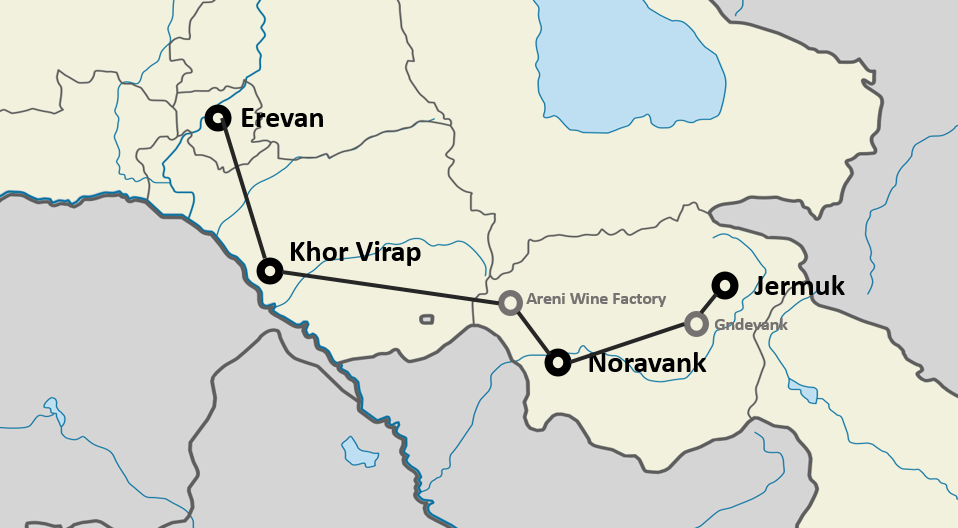 Erevan
Khor Virap
Areni Wine Factory
Jermuk
Gndevank
Noravank